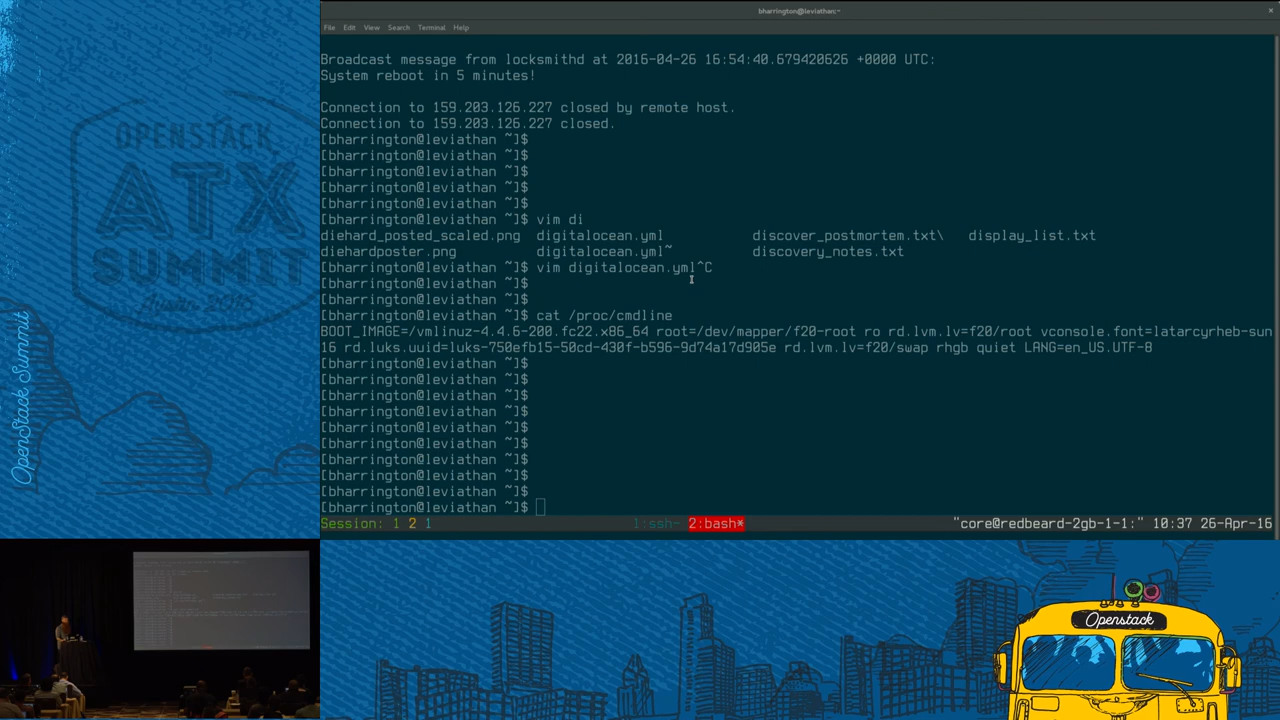 bharrington@leviathan:~
File Edit View Search Terminal Help
Broadcast message from locksmithd at 2016-04-26 16:54:40.679420626 +0000 UTC:
System reboot in 5 minutes!
Connection to 159.203.126.227 closed by remote host.
Connection to 159.203.126.227 closed.
[bharrington@leviathan ~]$
[bharrington@leviathan ~]$
[bharrington@leviathan ~]$
[bharrington@leviathan ~]$
[bharrington@leviathan ~]$
[bharrington@leviathan ~]$ vim di
diehard_posted_scaled.png digitalocean.yml discover_postmortem.txt\ display_list.txt
diehardposter.png digitalocean.yml~ discovery_notes.txt
[bharrington@leviathan ~]$ vim digitalocean.yml^C
[bharrington@leviathan ~]$
[bharrington@leviathan ~]$
[bharrington@leviathan ~]$ cat /proc/cmdline
BOOT_IMAGE=/vmlinuz-4.4.6-200.fc22.x86_64 root=/dev/mapper/f20-root ro rd.lvm.lv=f20/root vconsole.font=latarcyrheb-sun
16 rd.luks.uuid=luks-750efb15-50cd-430f-b596-9d74a17d905e rd.lvm.lv=f20/swap rhgb quiet LANG=en_US.UTF-8
[bharrington@leviathan ~]$
[bharrington@leviathan ~]$
[bharrington@leviathan ~]$
[bharrington@leviathan ~]$
[bharrington@leviathan ~]$
[bharrington@leviathan ~]$
[bharrington@leviathan ~]$
[bharrington@leviathan ~]$
[bharrington@leviathan ~]$
[bharrington@leviathan ~]$
Session: 1 2 1 1:ssh- 2:bash* "core@redbeard-2gb-1-1:" 10:37 26-Apr-16
OPENSTACK
ATX
SUMMIT
OpenStack Summit
Openstack